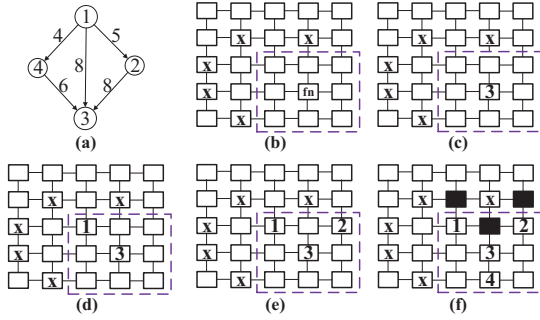 1
4 5
4 8 2
6 8
3
(a)
x x
x
x fn
x
(b)
x x
x
x 3
x
(c)
x x
x 1
x 3
x
(d)
x x
x 1 2
x 3
x
(e)
x x
x 1 2
x 3
x 4
(f)